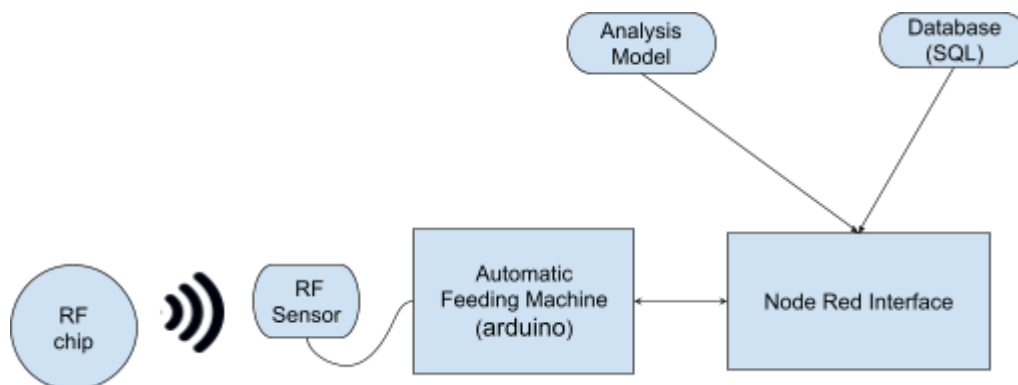 Analysis
Model
Database
(SQL)
RF
chip
RF
Sensor
Automatic
Feeding Machine
(arduino)
Node Red Interface